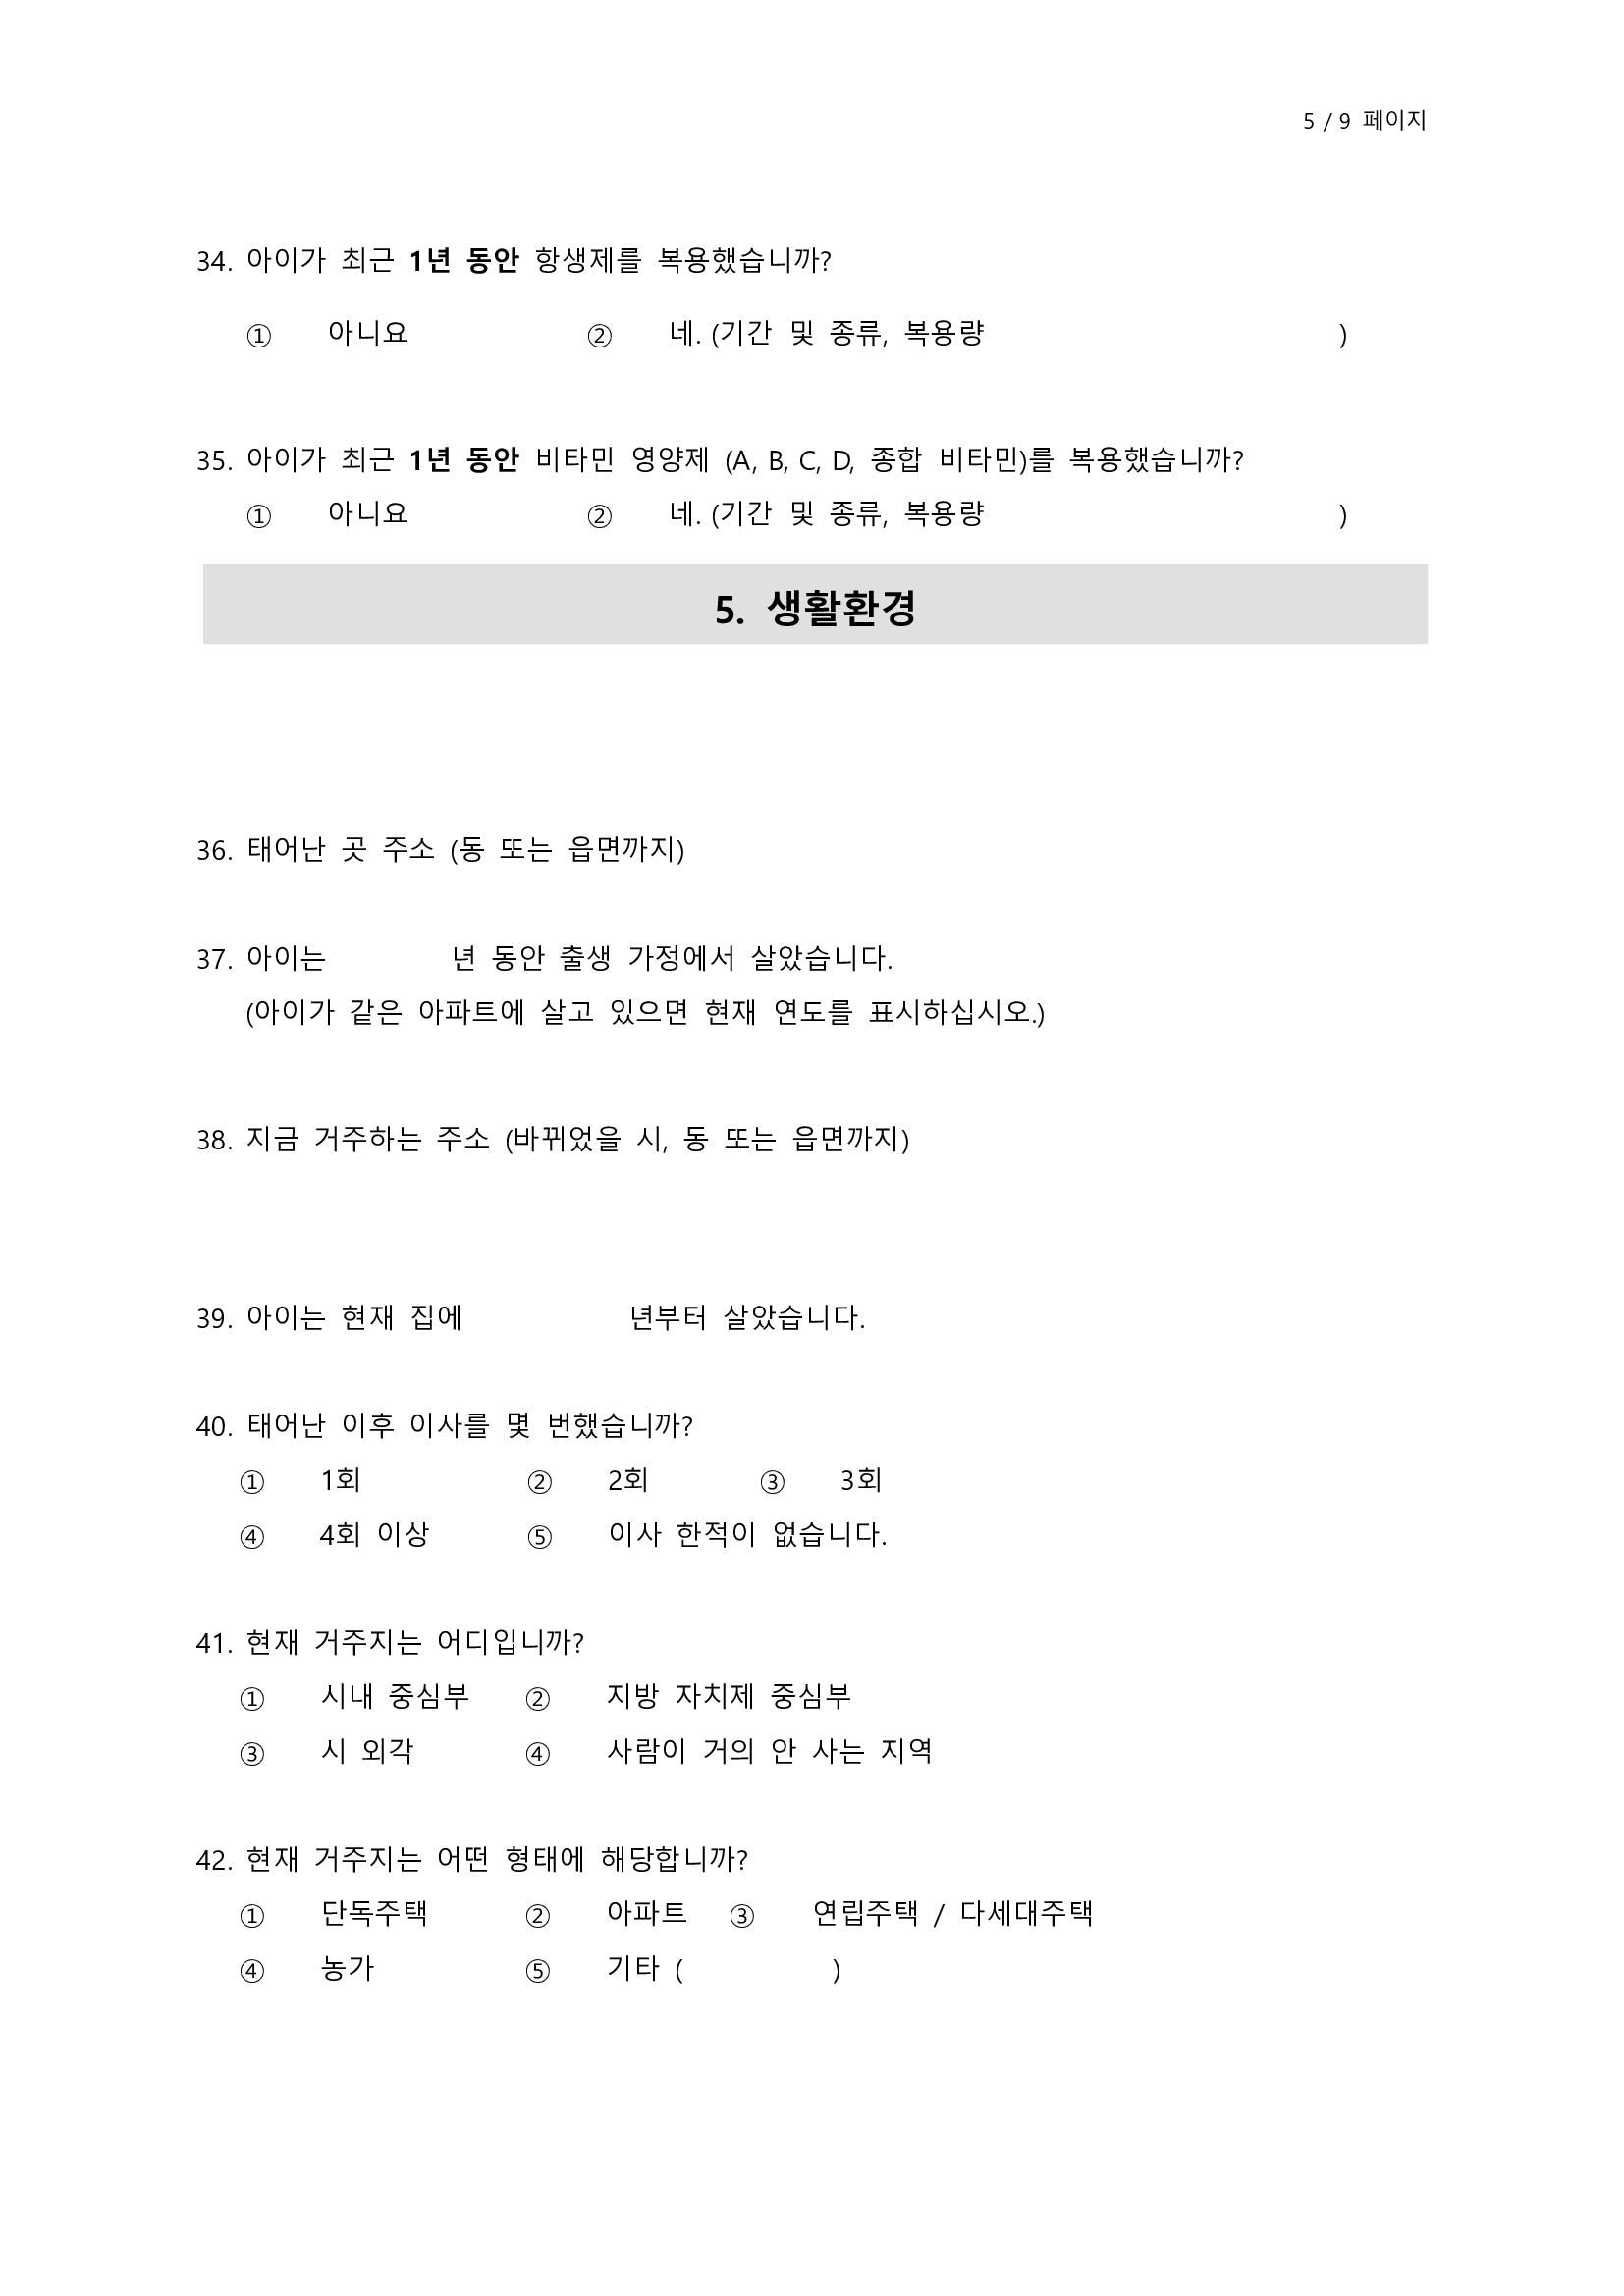 5 / 9 페이지
34. 아이가 최근 1년 동안 항생제를 복용했습니까?
① 아니요 ② 네. (기간 및 종류, 복용량 )
35. 아이가 최근 1년 동안 비타민 영양제 (A, B, C, D, 종합 비타민)를 복용했습니까?
① 아니요 ② 네. (기간 및 종류, 복용량 )
5. 생활환경
36. 태어난 곳 주소 (동 또는 읍면까지)
37. 아이는 년 동안 출생 가정에서 살았습니다.
(아이가 같은 아파트에 살고 있으면 현재 연도를 표시하십시오.)
38. 지금 거주하는 주소 (바뀌었을 시, 동 또는 읍면까지)
39. 아이는 현재 집에 년부터 살았습니다.
40. 태어난 이후 이사를 몇 번했습니까?
① 1회 ② 2회 ③ 3회
④ 4회 이상 ⑤ 이사 한적이 없습니다.
41. 현재 거주지는 어디입니까?
① 시내 중심부 ② 지방 자치제 중심부
③ 시 외각 ④ 사람이 거의 안 사는 지역
42. 현재 거주지는 어떤 형태에 해당합니까?
① 단독주택 ② 아파트 ③ 연립주택 / 다세대주택
④ 농가 ⑤ 기타 ( )